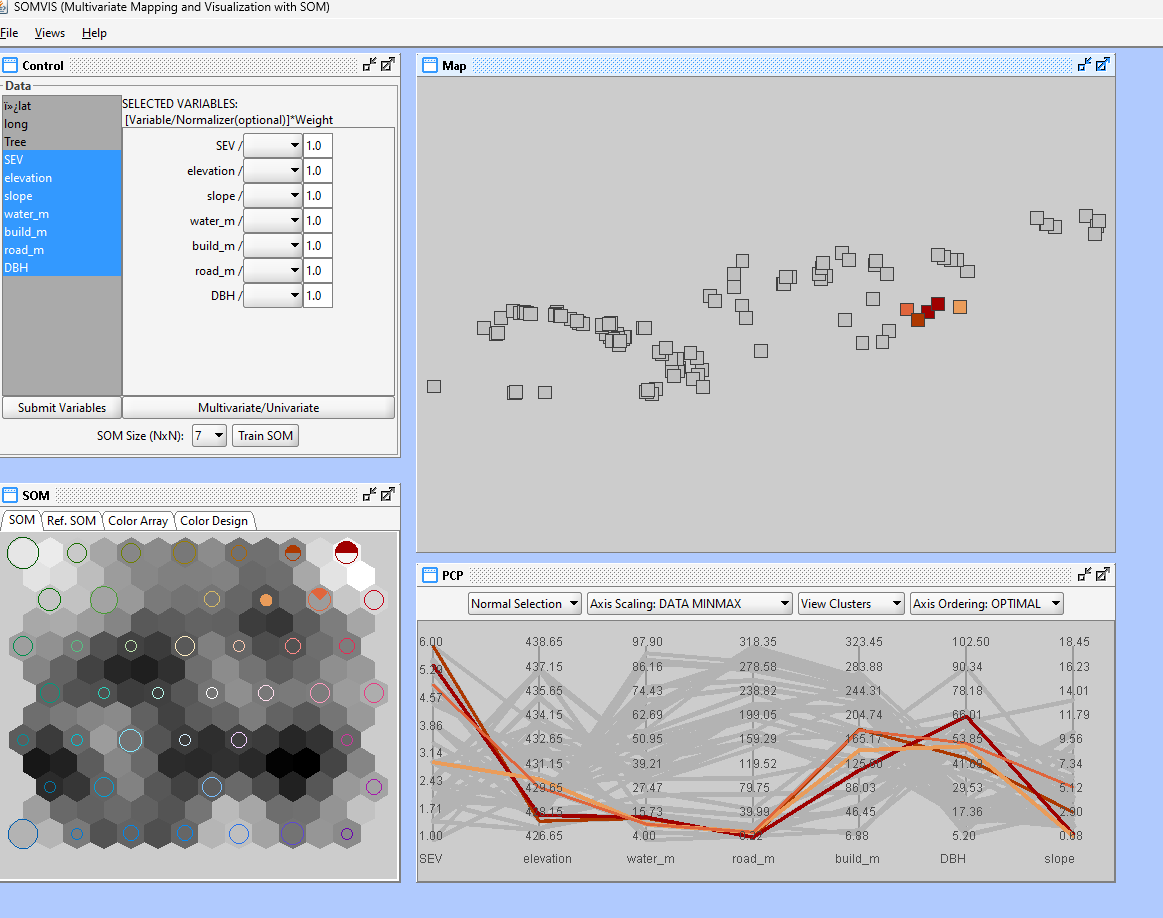 SOMVIS (Multivariate Mapping and Visualization with SOM)
File Views Help
Control
Data
ï»¿lat
long
Tree
SEV
elevation
slope
water_m
build_m
road_m
DBH
SELECTED VARIABLES:
[Variable/Normalizer(optional)]*Weight
SEV / 1.0
elevation / 1.0
slope / 1.0
water_m / 1.0
build_m / 1.0
road_m / 1.0
DBH / 1.0
Submit Variables Multivariate/Univariate
SOM Size (NxN): 7 Train SOM
Map
SOM
SOM Ref. SOM Color Array Color Design
PCP
Normal Selection Axis Scaling: DATA MINMAX View Clusters Axis Ordering: OPTIMAL
6.00 438.65 97.90 318.35 323.45 102.50 18.45
437.15 86.16 278.58 283.88 90.34 16.23
4.57 435.65 74.43 238.82 244.31 78.18 14.01
3.86 434.15 62.69 199.05 204.74 66.01 11.79
3.14 432.65 50.95 159.29 165.17 53.85 9.56
2.43 431.15 39.21 119.52 41.69 7.34
1.71 429.65 27.47 79.75 86.03 29.53 5.12
15.73 39.99 46.45 17.36 2.90
1.00 426.65 4.00 6.88 5.20
SEV elevation water_m road_m build_m DBH slope